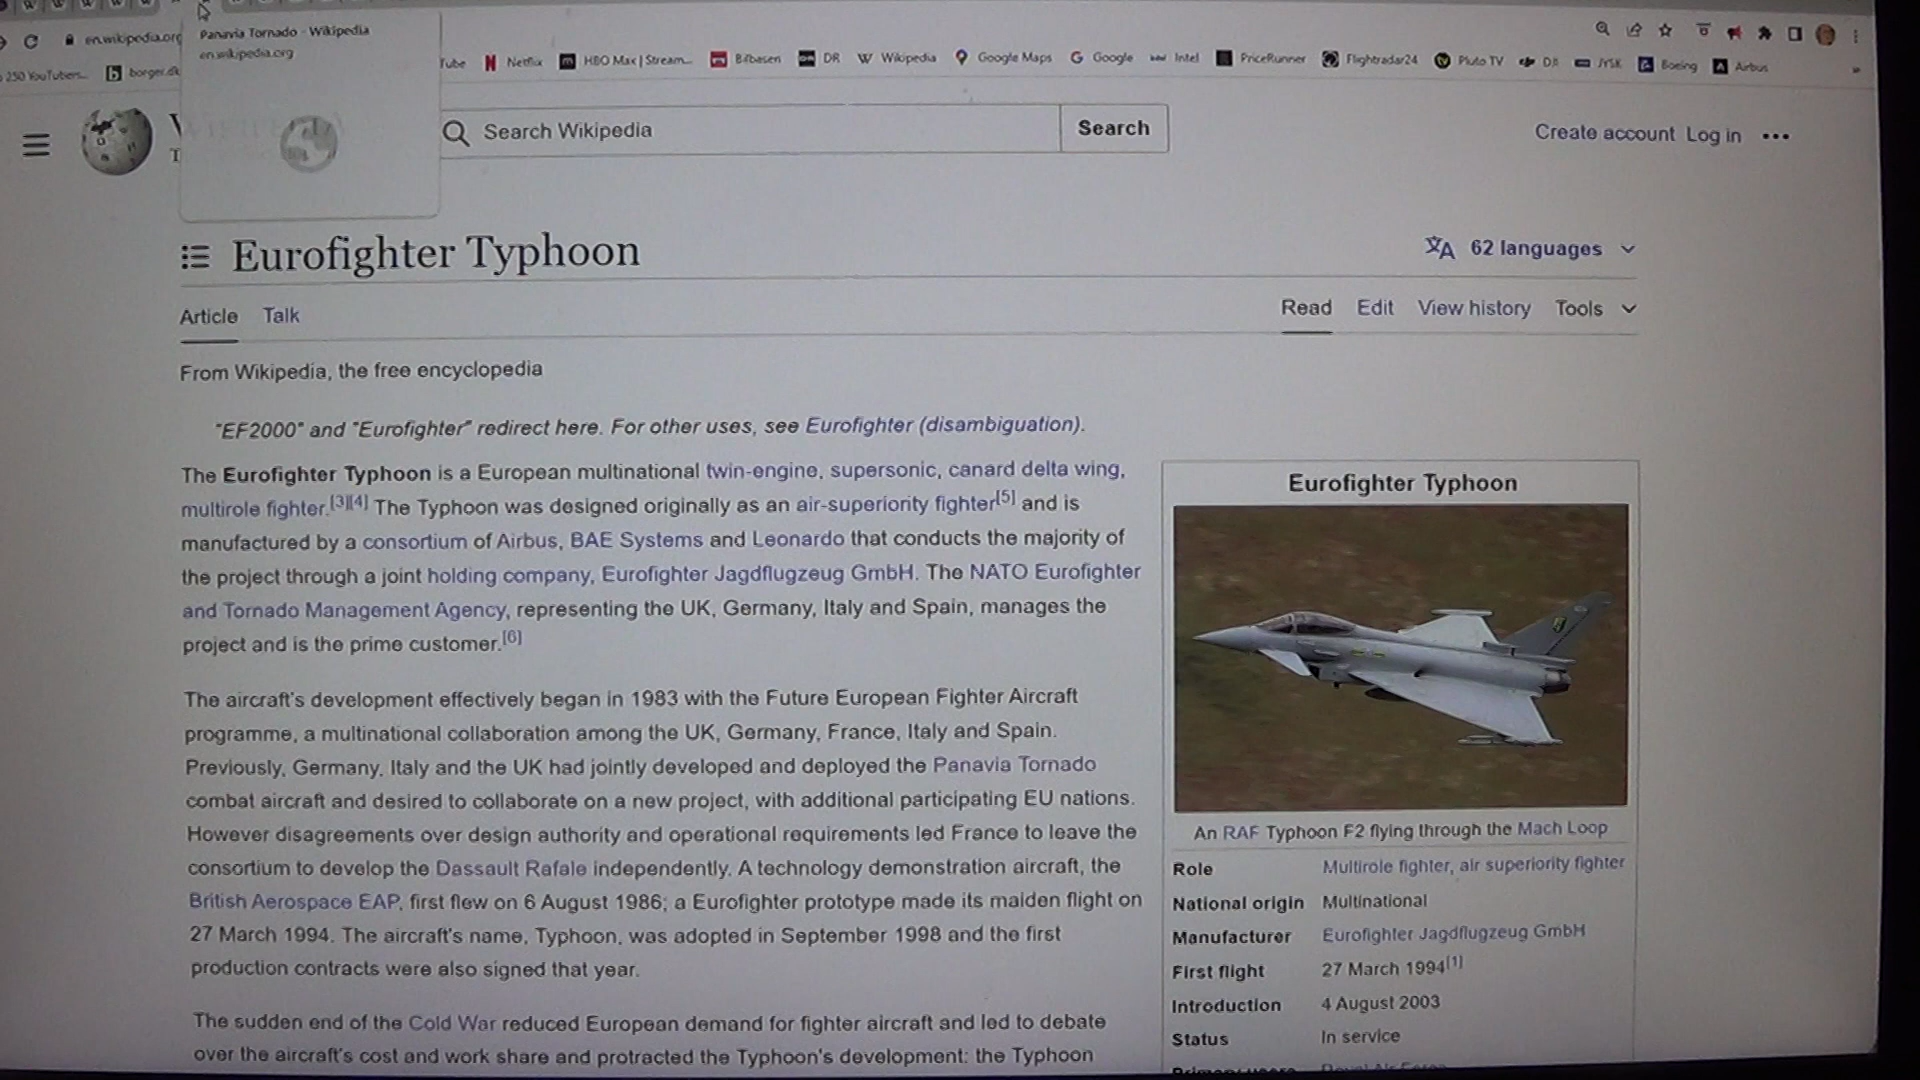 Panavia Tornado - Wikipedia
en.wikipedia.org
en.wikipedia.org
250 YouTubers...
borger.dk
Tube
Netflix
HBO Max | Stream...
Bilbasen
DR
Wikipedia
Google Maps
Google
Intel
PriceRunner
Flightradar24
Pluto TV
JYSK
Boeing
Airbus
Search Wikipedia
Search
Create account
Log in
Eurofighter Typhoon
62 languages
Article
Talk
Read
Edit
View history
Tools
From Wikipedia, the free encyclopedia
"EF2000" and "Eurofighter" redirect here. For other uses, see Eurofighter (disambiguation).
The Eurofighter Typhoon is a European multinational twin-engine, supersonic, canard delta wing,
multirole fighter.[3][4] The Typhoon was designed originally as an air-superiority fighter[5] and is
manufactured by a consortium of Airbus, BAE Systems and Leonardo that conducts the majority of
the project through a joint holding company, Eurofighter Jagdflugzeug GmbH. The NATO Eurofighter
and Tornado Management Agency, representing the UK, Germany, Italy and Spain, manages the
project and is the prime customer.[6]
The aircraft's development effectively began in 1983 with the Future European Fighter Aircraft
programme, a multinational collaboration among the UK, Germany, France, Italy and Spain.
Previously, Germany, Italy and the UK had jointly developed and deployed the Panavia Tornado
combat aircraft and desired to collaborate on a new project, with additional participating EU nations.
However disagreements over design authority and operational requirements led France to leave the
consortium to develop the Dassault Rafale independently. A technology demonstration aircraft, the
British Aerospace EAP, first flew on 6 August 1986; a Eurofighter prototype made its maiden flight on
27 March 1994. The aircraft's name, Typhoon, was adopted in September 1998 and the first
production contracts were also signed that year.
The sudden end of the Cold War reduced European demand for fighter aircraft and led to debate
over the aircraft's cost and work share and protracted the Typhoon's development: the Typhoon
Eurofighter Typhoon
An RAF Typhoon F2 flying through the Mach Loop
Role Multirole fighter, air superiority fighter
National origin Multinational
Manufacturer Eurofighter Jagdflugzeug GmbH
First flight 27 March 1994[1]
Introduction 4 August 2003
Status In service